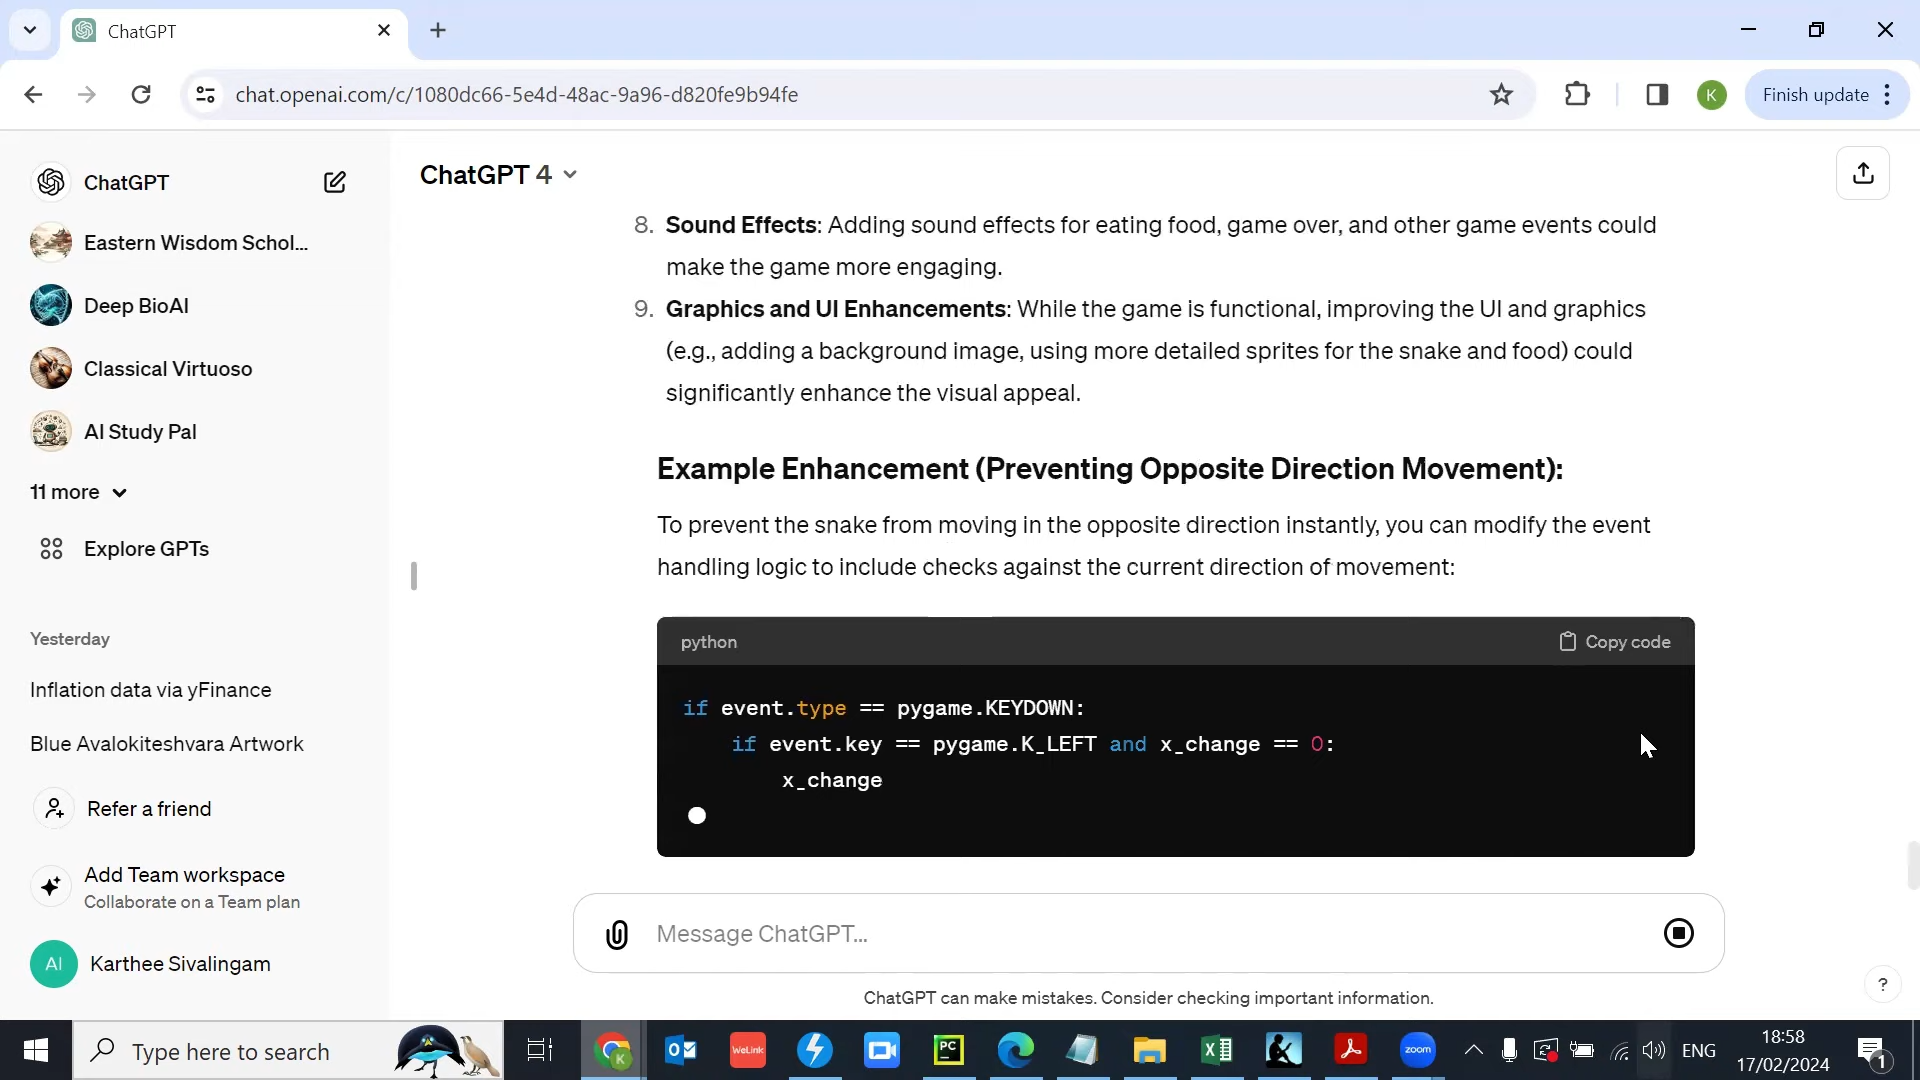 ChatGPT
chat.openai.com/c/1080dc66-5e4d-48ac-9a96-d820fe9b94fe
K
Finish update
ChatGPT
Eastern Wisdom Schol...
Deep BioAI
Classical Virtuoso
AI Study Pal
11 more
Explore GPTs
Yesterday
Inflation data via yFinance
Blue Avalokiteshvara Artwork
Refer a friend
Add Team workspace
Collaborate on a Team plan
AI
Karthee Sivalingam
ChatGPT 4
8. Sound Effects: Adding sound effects for eating food, game over, and other game events could
make the game more engaging.
9. Graphics and UI Enhancements: While the game is functional, improving the UI and graphics
(e.g., adding a background image, using more detailed sprites for the snake and food) could
significantly enhance the visual appeal.
Example Enhancement (Preventing Opposite Direction Movement):
To prevent the snake from moving in the opposite direction instantly, you can modify the event
handling logic to include checks against the current direction of movement:
python
Copy code
if event.type == pygame.KEYDOWN:
if event.key == pygame.K_LEFT and x_change == 0:
x_change
Message ChatGPT...
ChatGPT can make mistakes. Consider checking important information.
?
Type here to search
K
WeLink
PC
zoom
ENG
18:58
17/02/2024
1